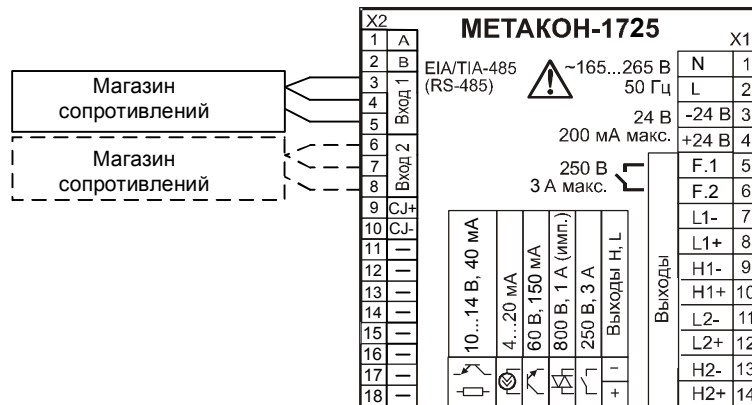 X2
МЕТАКОН-1725
X1
1 A
2 B
3
4
5
Вход 1
6
7
8
Вход 2
9 CJ+
10 CJ-
11 –
12 –
13 –
14 –
15 –
16 –
17 –
18 –
Магазин
сопротивлений
Магазин
сопротивлений
EIA/TIA-485
(RS-485)
~165...265 В
50 Гц
24 В
200 мА макс.
250 В
3 А макс.
10...14 В, 40 мА
4...20 мА
60 В, 150 мА
800 В, 1 А (имп.)
250 В, 3 А
Выходы H, L
–
+
Выходы
N 1
L 2
-24 В 3
+24 В 4
F.1 5
F.2 6
L1- 7
L1+ 8
H1- 9
H1+ 10
L2- 11
L2+ 12
H2- 13
H2+ 14